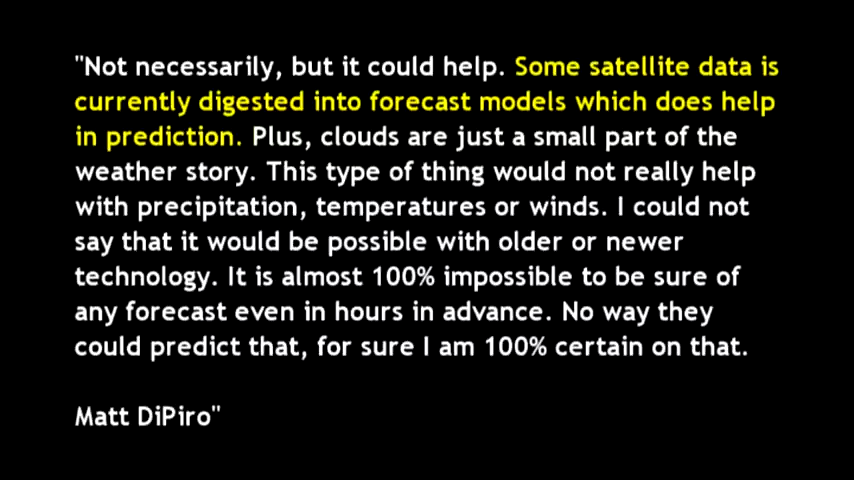 "Not necessarily, but it could help. Some satellite data is
currently digested into forecast models which does help
in prediction. Plus, clouds are just a small part of the
weather story. This type of thing would not really help
with precipitation, temperatures or winds. I could not
say that it would be possible with older or newer
technology. It is almost 100% impossible to be sure of
any forecast even in hours in advance. No way they
could predict that, for sure I am 100% certain on that.
Matt DiPiro"